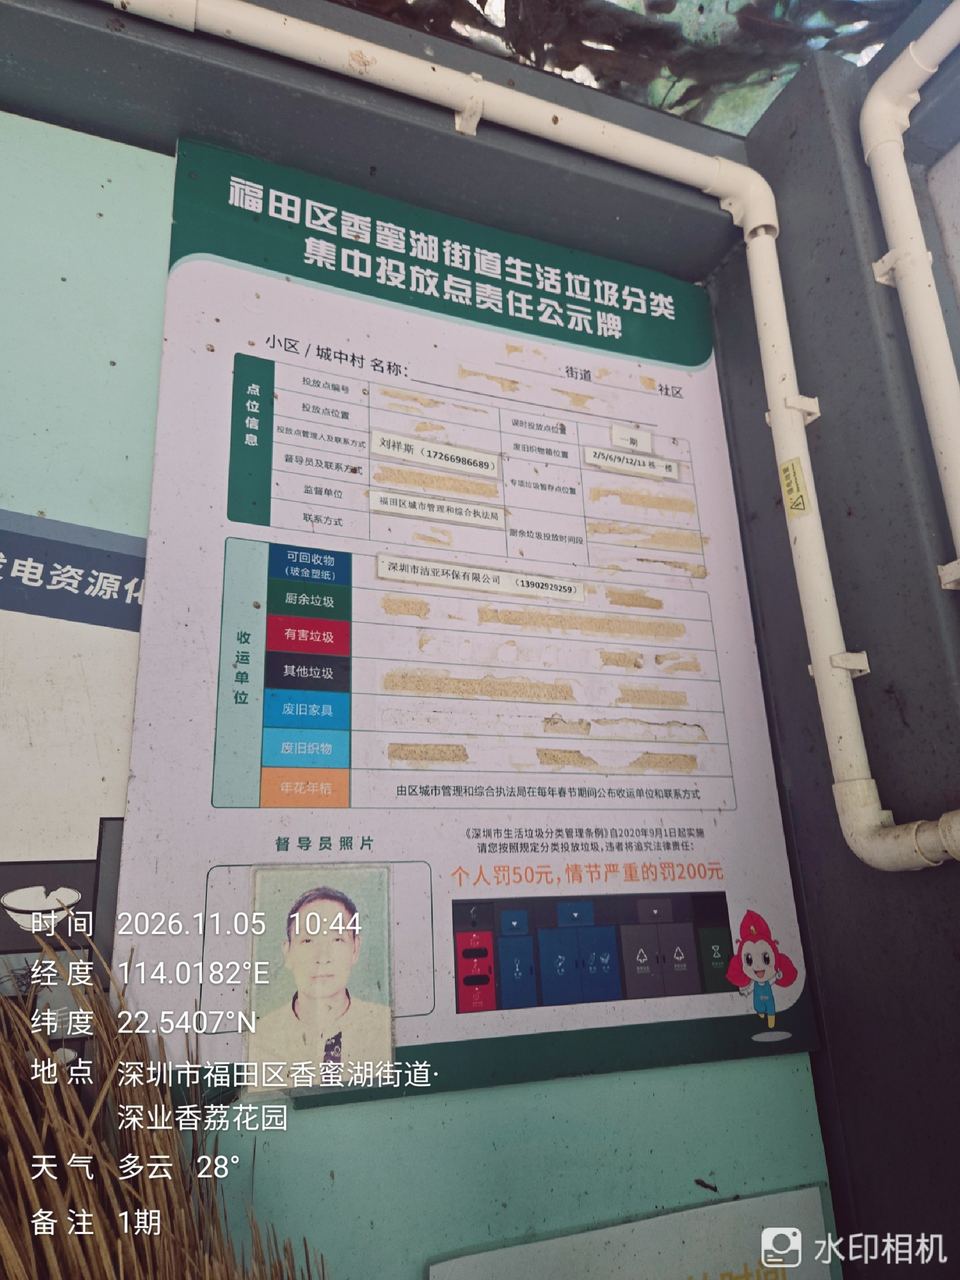 福田区香蜜湖街道生活垃圾分类
集中投放点责任公示牌
小区/城中村 名称：
街道
社区
点位信息
投放点编号
投放点位置
误时投放点位置
一期
投放点管理人及联系方式
刘祥斯（17266986689）
废旧织物箱位置
2/5/6/9/12/13 栋一楼
督导员及联系方式
专项垃圾暂存点位置
监督单位
福田区城市管理和综合执法局
联系方式
厨余垃圾投放时间段
收运单位
可回收物
（玻金塑纸）
深圳市洁亚环保有限公司 （13902929259）
厨余垃圾
有害垃圾
其他垃圾
废旧家具
废旧织物
年花年桔
由区城市管理和综合执法局在每年春节期间公布收运单位和联系方式
督导员照片
《深圳市生活垃圾分类管理条例》自2020年9月1日起实施
请您按照规定分类投放垃圾，违者将追究法律责任：
个人罚50元，情节严重的罚200元
电资源化
时间 2026.11.05 10:44
经度 114.0182°E
纬度 22.5407°N
地点 深圳市福田区香蜜湖街道·
深业香荔花园
天气 多云 28°
备注 1期
水印相机